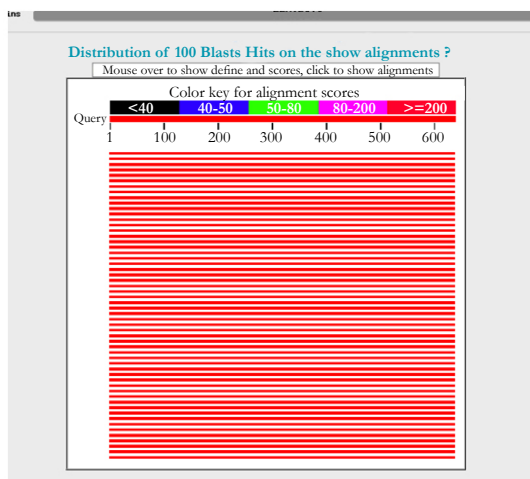 ins
Distribution of 100 Blasts Hits on the show alignments ?
Mouse over to show define and scores, click to show alignments
Color key for alignment scores
<40 40-50 50-80 80-200 >=200
Query
1 100 200 300 400 500 600